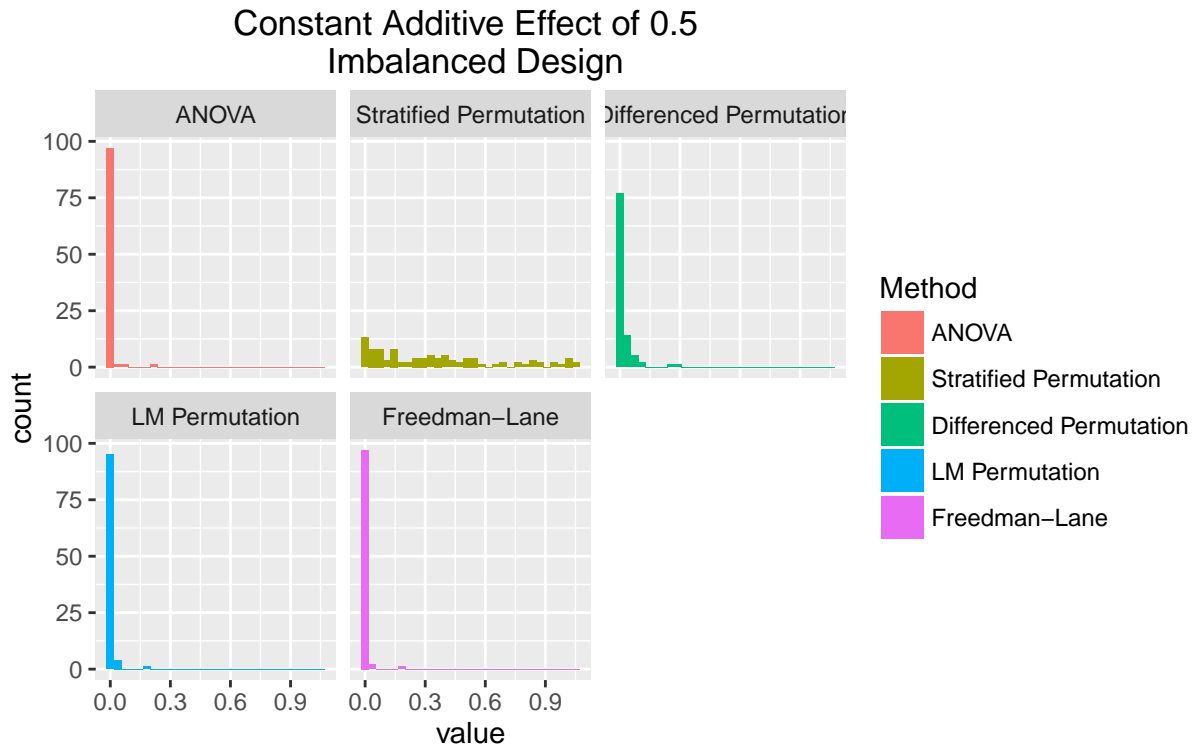 Constant Additive Effect of 0.5
Imbalanced Design
ANOVA
Stratified Permutation
Differenced Permutation
100
75
50
25
0
LM Permutation
Freedman−Lane
100
75
50
25
0
0.0 0.3 0.6 0.9
0.0 0.3 0.6 0.9
value
count
Method
ANOVA
Stratified Permutation
Differenced Permutation
LM Permutation
Freedman−Lane